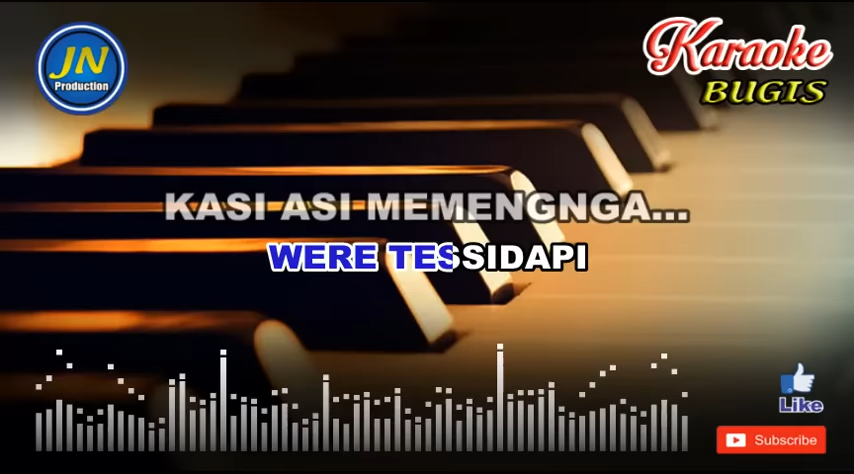 JN
Production
Karaoke
BUGIS
KASI ASI MEMENGNGA...
WERE TESSIDAPI
Like
Subscribe